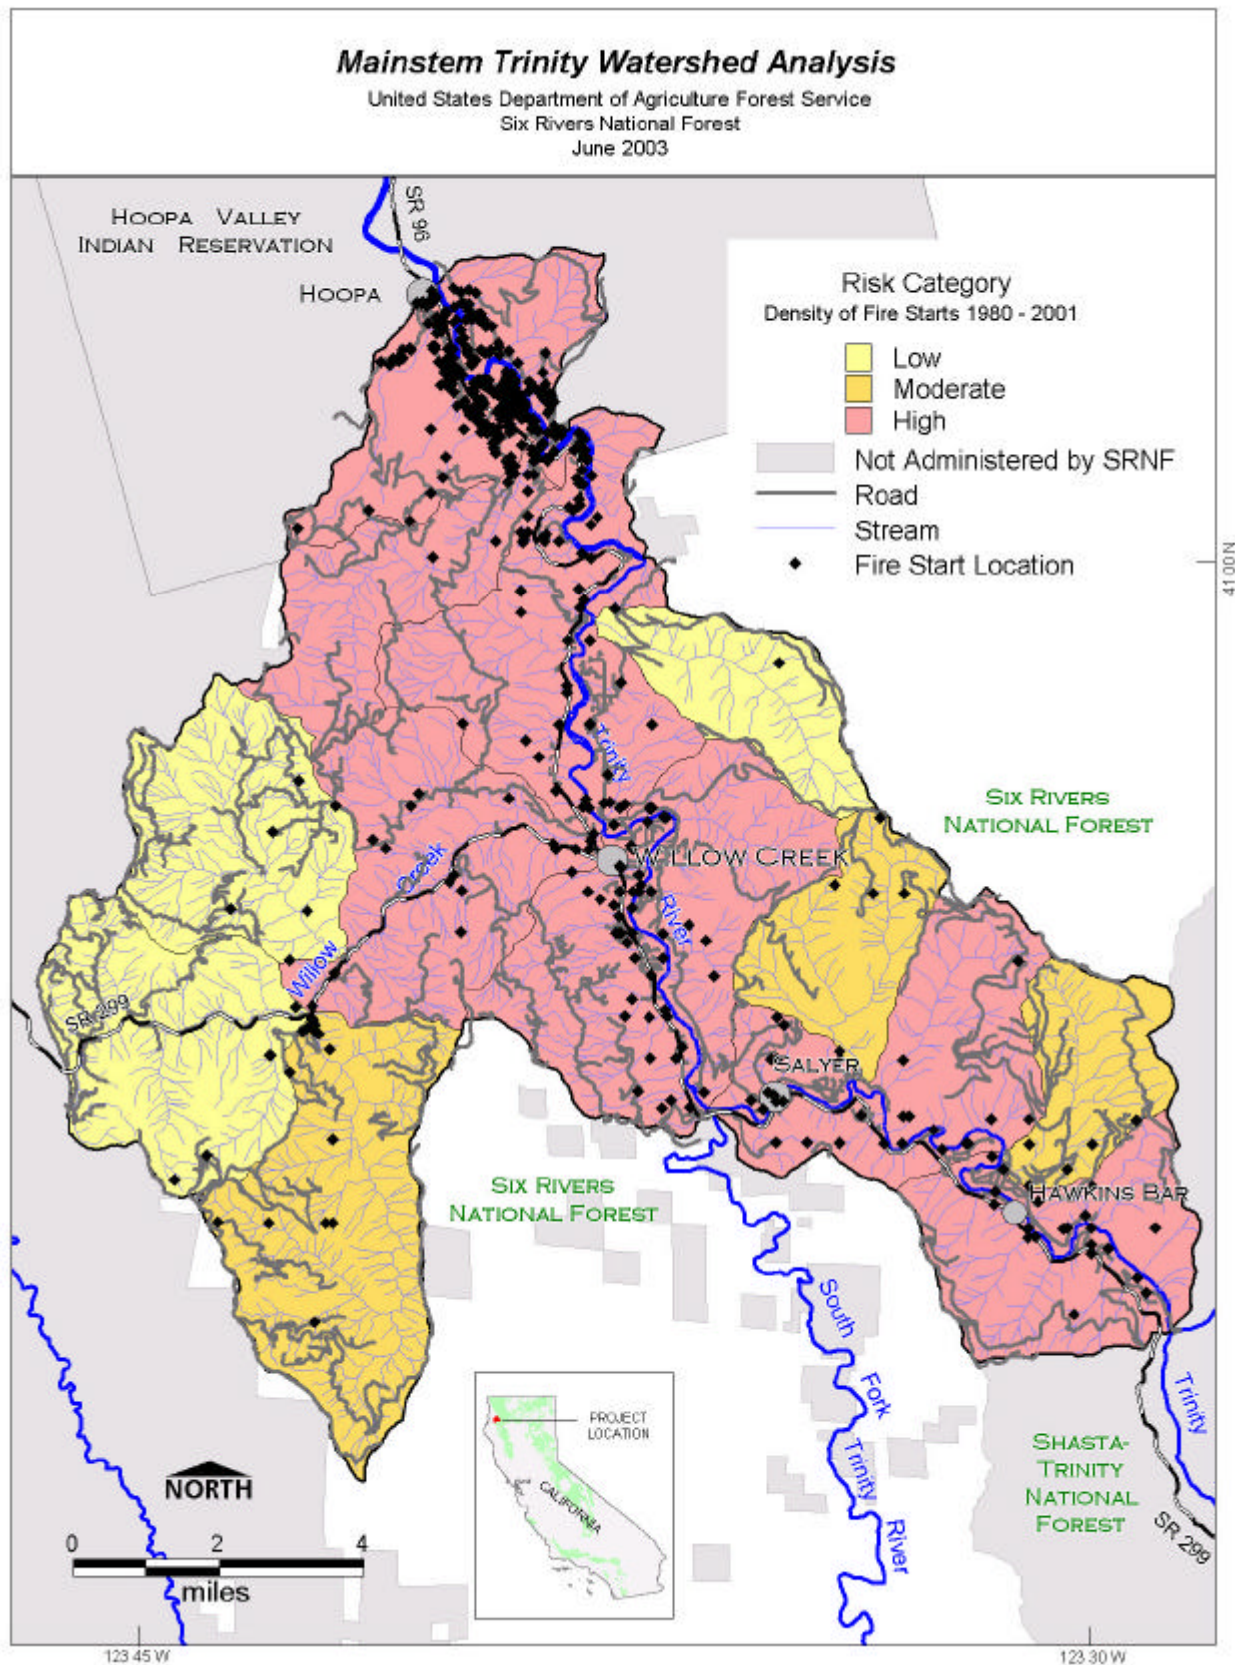 Mainstem Trinity Watershed Analysis
United States Department of Agriculture Forest Service
Six Rivers National Forest
June 2003
HOOPA VALLEY
INDIAN RESERVATION
SR 96
HOOPA
Risk Category
Density of Fire Starts 1980 - 2001
Low
Moderate
High
Not Administered by SRNF
Road
Stream
Fire Start Location
41 00 N
Trinity
River
SIX RIVERS
NATIONAL FOREST
WILLOW CREEK
Willow
Creek
SR 299
SALYER
HAWKINS BAR
SIX RIVERS
NATIONAL FOREST
South
Fork
Trinity
River
Trinity
SHASTA-
TRINITY
NATIONAL
FOREST
SR 299
PROJECT
LOCATION
CALIFORNIA
NORTH
0 2 4
miles
123 45 W
123 30 W